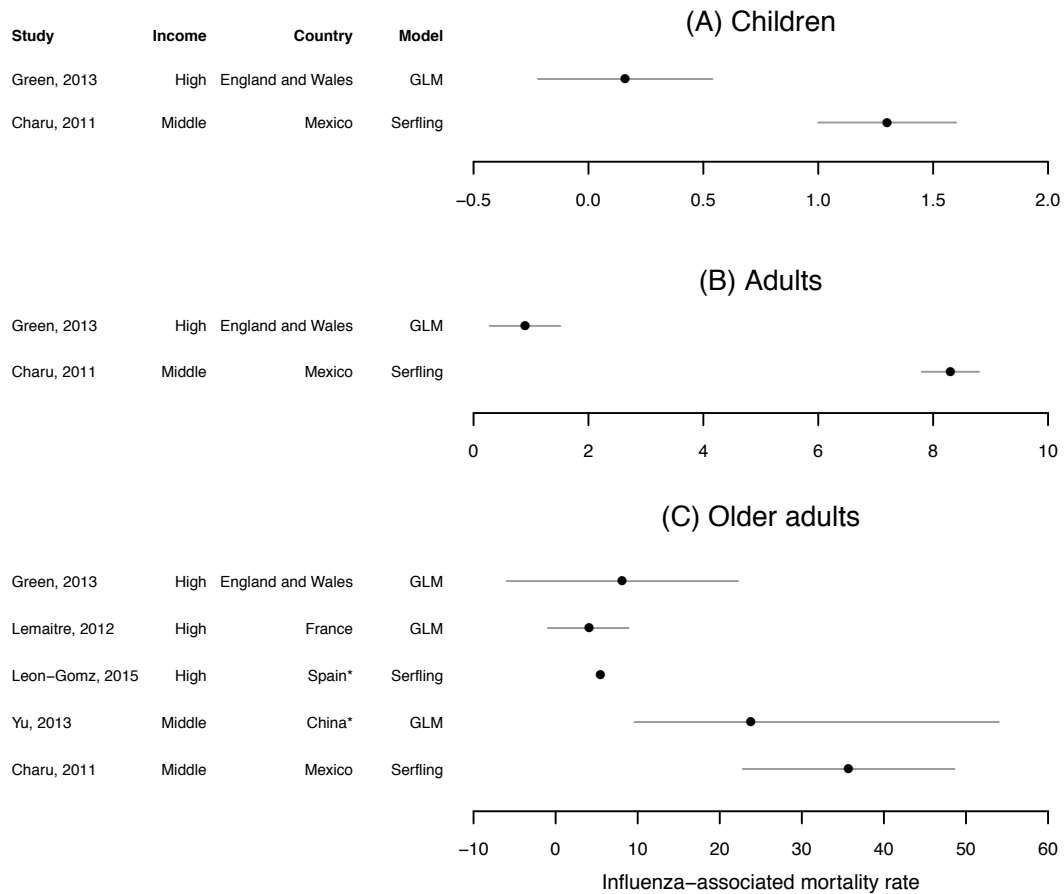 (A) Children
Study Income Country Model
Green, 2013 High England and Wales GLM
Charu, 2011 Middle Mexico Serfling
−0.5 0.0 0.5 1.0 1.5 2.0
(B) Adults
Green, 2013 High England and Wales GLM
Charu, 2011 Middle Mexico Serfling
0 2 4 6 8 10
(C) Older adults
Green, 2013 High England and Wales GLM
Lemaitre, 2012 High France GLM
Leon−Gomz, 2015 High Spain* Serfling
Yu, 2013 Middle China* GLM
Charu, 2011 Middle Mexico Serfling
−10 0 10 20 30 40 50 60
Influenza−associated mortality rate